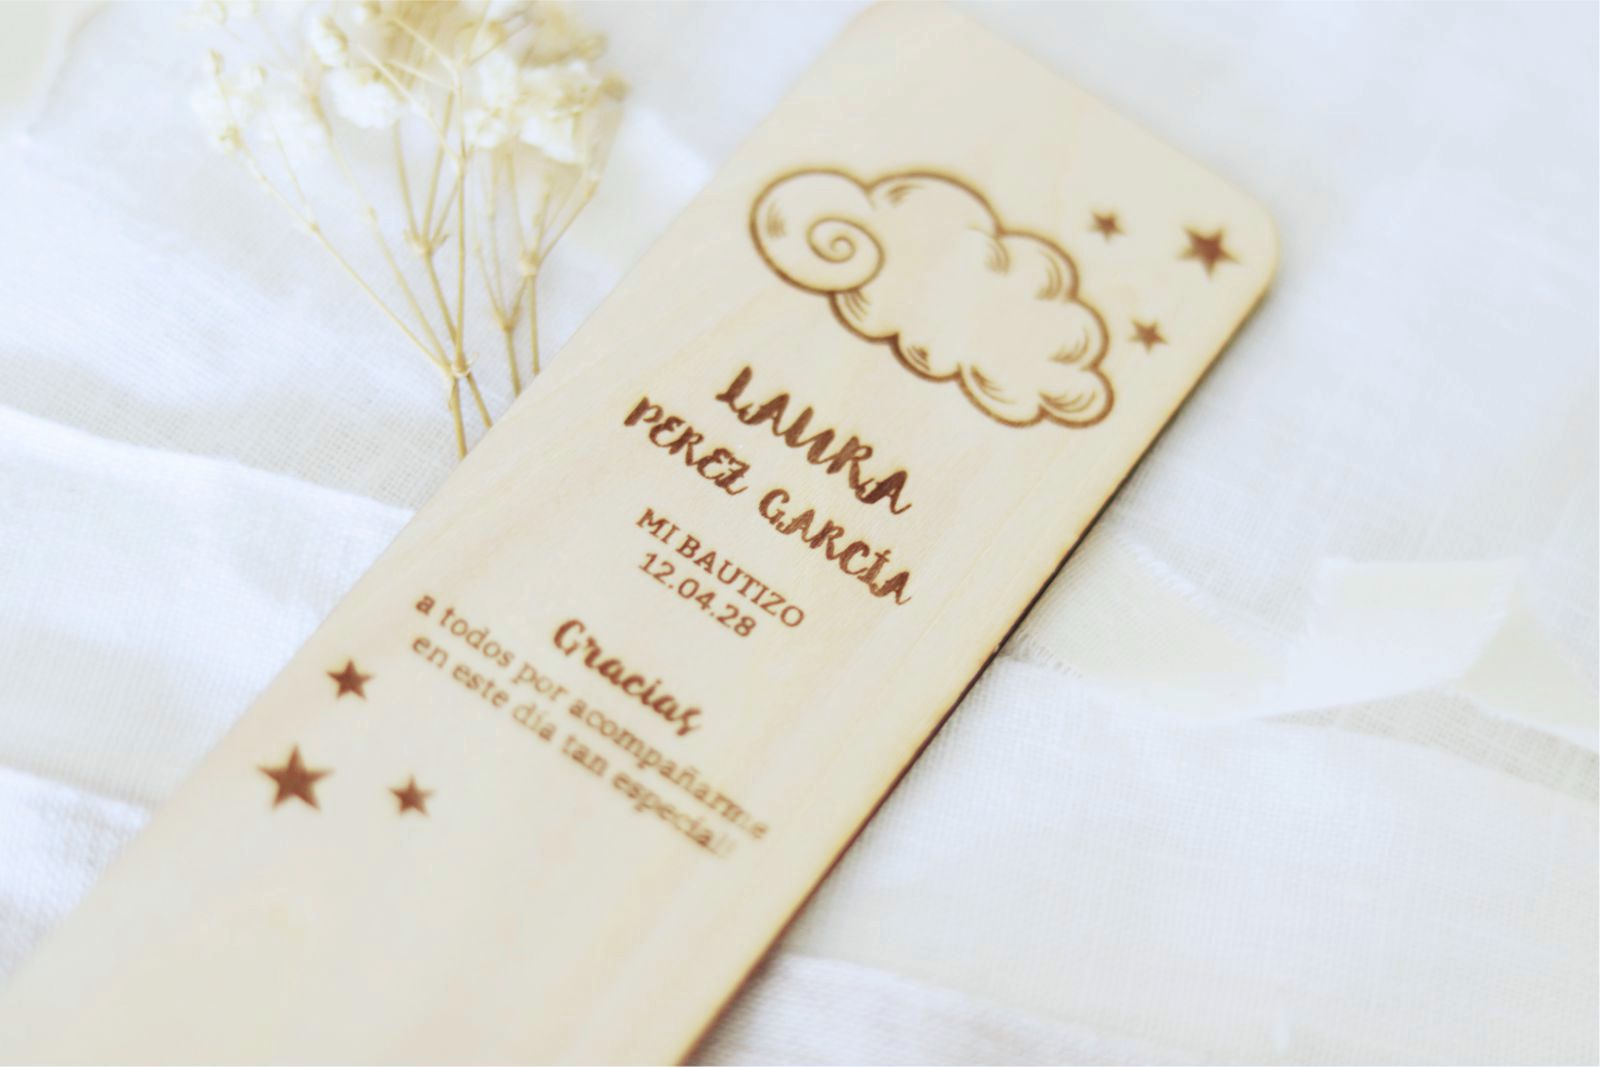 LAURA
PEREZ GARCÍA
MI BAUTIZO
12.04.28
Gracias
a todos por acompañarme
en este día tan especial!